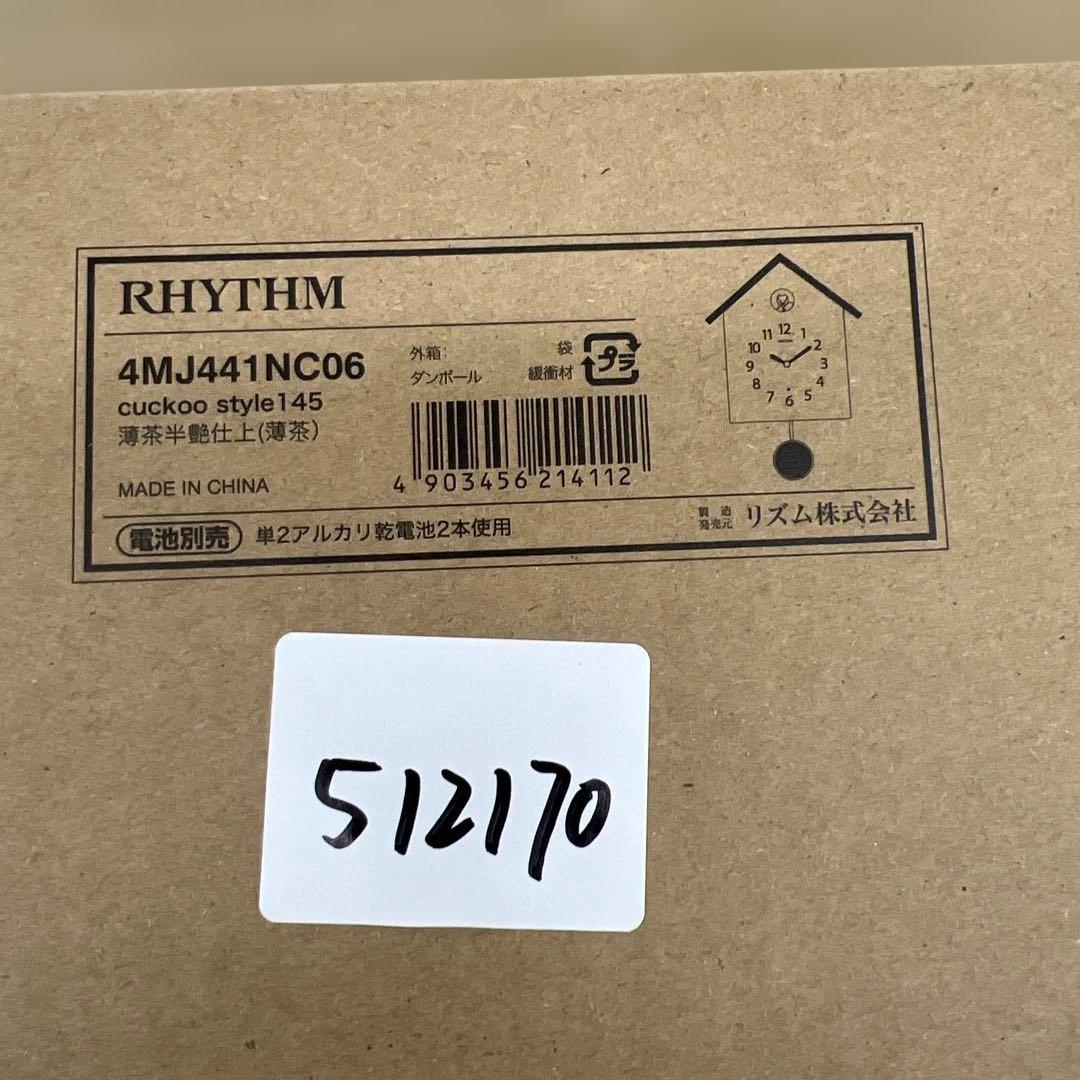 RHYTHM
4MJ441NC06
cuckoo style145
薄茶半艶仕上(薄茶)
MADE IN CHINA
外箱:
ダンボール
袋
緩衝材
プラ
4 903456 214112
12
11 1
10 2
9 3
8 4
7 6 5
電池別売 単2アルカリ乾電池2本使用
製造
発売元 リズム株式会社
512170